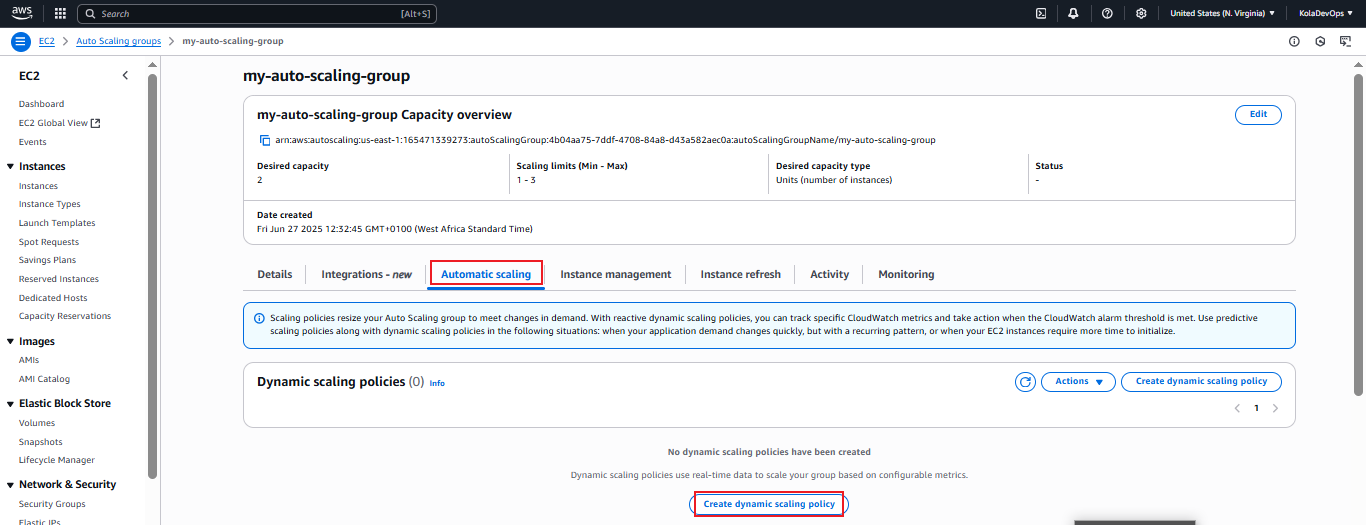 aws
Search [Alt+S]
United States (N. Virginia) KolaDevOps
EC2 Auto Scaling groups my-auto-scaling-group
EC2
Dashboard
EC2 Global View
Events
Instances
Instances
Instance Types
Launch Templates
Spot Requests
Savings Plans
Reserved Instances
Dedicated Hosts
Capacity Reservations
Images
AMIs
AMI Catalog
Elastic Block Store
Volumes
Snapshots
Lifecycle Manager
Network & Security
Security Groups
Elastic IPs
my-auto-scaling-group
my-auto-scaling-group Capacity overview
Edit
arn:aws:autoscaling:us-east-1:165471339273:autoScalingGroup:4b04aa75-7ddf-4708-84a8-d43a582aec0a:autoScalingGroupName/my-auto-scaling-group
Desired capacity
2
Scaling limits (Min - Max)
1 - 3
Desired capacity type
Units (number of instances)
Status
-
Date created
Fri Jun 27 2025 12:32:45 GMT+0100 (West Africa Standard Time)
Details Integrations - new Automatic scaling Instance management Instance refresh Activity Monitoring
Scaling policies resize your Auto Scaling group to meet changes in demand. With reactive dynamic scaling policies, you can track specific CloudWatch metrics and take action when the CloudWatch alarm threshold is met. Use predictive
scaling policies along with dynamic scaling policies in the following situations: when your application demand changes quickly, but with a recurring pattern, or when your EC2 instances require more time to initialize.
Dynamic scaling policies (0) Info
Actions Create dynamic scaling policy
1
No dynamic scaling policies have been created
Dynamic scaling policies use real-time data to scale your group based on configurable metrics.
Create dynamic scaling policy